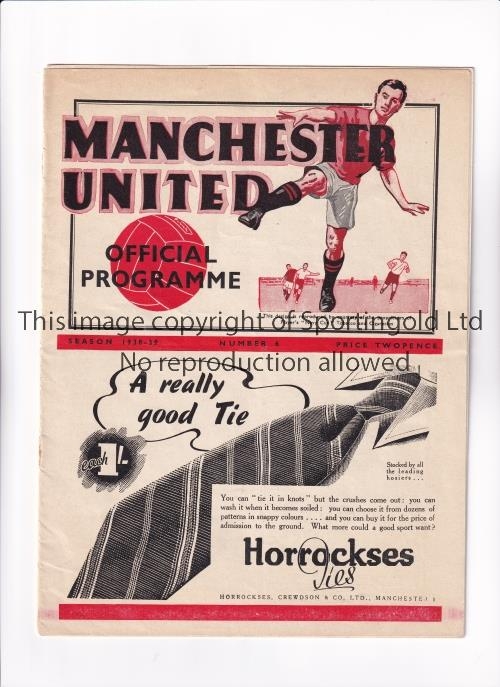 MANCHESTER
UNITED
OFFICIAL
PROGRAMME
This image is copyright of Sportingold Ltd
SEASON 1938-39 NUMBER 6 PRICE TWOPENCE
No reproduction allowed
A really
good Tie
each 1/-
Stocked by all
the leading
hosiers...
You can "tie it in knots" but the crushes come out: you can
wash it when it becomes soiled: you can choose it from dozens of
patterns in snappy colours .... and you can buy it for the price of
admission to the ground. What more could a good sport want?
Horrockses
Ties
HORROCKSES, CREWDSON & CO. LTD., MANCHESTER